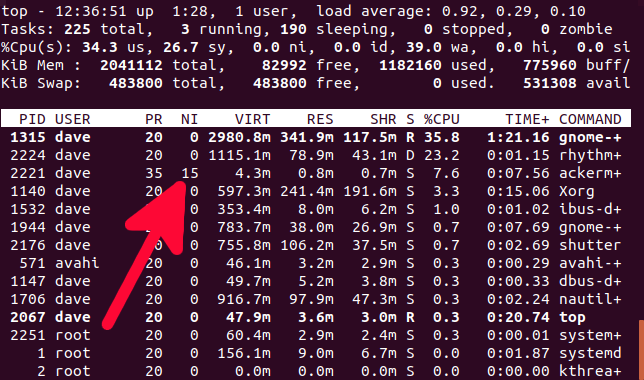 top - 12:36:51 up  1:28,  1 user,  load average: 0.92, 0.29, 0.10
Tasks: 225 total,   3 running, 190 sleeping,   0 stopped,   0 zombie
%Cpu(s): 34.3 us, 26.7 sy,  0.0 ni,  0.0 id, 39.0 wa,  0.0 hi,  0.0 si
KiB Mem :  2041112 total,    82992 free,  1182160 used,   775960 buff/
KiB Swap:   483800 total,   483800 free,        0 used.   531308 avail
PID USER      PR  NI    VIRT    RES    SHR S %CPU     TIME+ COMMAND
1315 dave      20   0 2980.8m 341.9m 117.5m R 35.8   1:21.16 gnome-+
2224 dave      20   0 1115.1m  78.9m  43.1m D 23.2   0:01.15 rhythm+
2221 dave      35  15    4.3m   0.8m   0.7m S  7.6   0:07.56 ackerm+
1140 dave      20   0  597.3m 241.4m 191.6m S  3.3   0:15.06 Xorg
1532 dave      0  353.4m   8.0m   6.2m S  1.0   0:01.02 ibus-d+
1944 dave      0  783.7m  38.0m  26.9m S  0.7   0:07.69 gnome-+
2176 dave      0  755.8m 106.2m  37.5m S  0.7   0:02.69 shutter
571 avahi     20   0   46.1m   3.2m   2.9m S  0.3   0:00.29 avahi-+
1147 dave      20   0   49.7m   5.2m   3.8m S  0.3   0:00.33 dbus-d+
1706 dave      20   0  916.7m  97.9m  47.3m S  0.3   0:02.24 nautil+
2067 dave      20   0   47.9m   3.6m   3.0m R  0.3   0:20.74 top
2251 root      20   0   60.4m   2.9m   2.4m S  0.3   0:00.01 system+
1 root      20   0  156.1m   9.0m   6.7m S  0.0   0:01.87 systemd
2 root      20   0    0.0m   0.0m   0.0m S  0.0   0:00.00 kthrea+